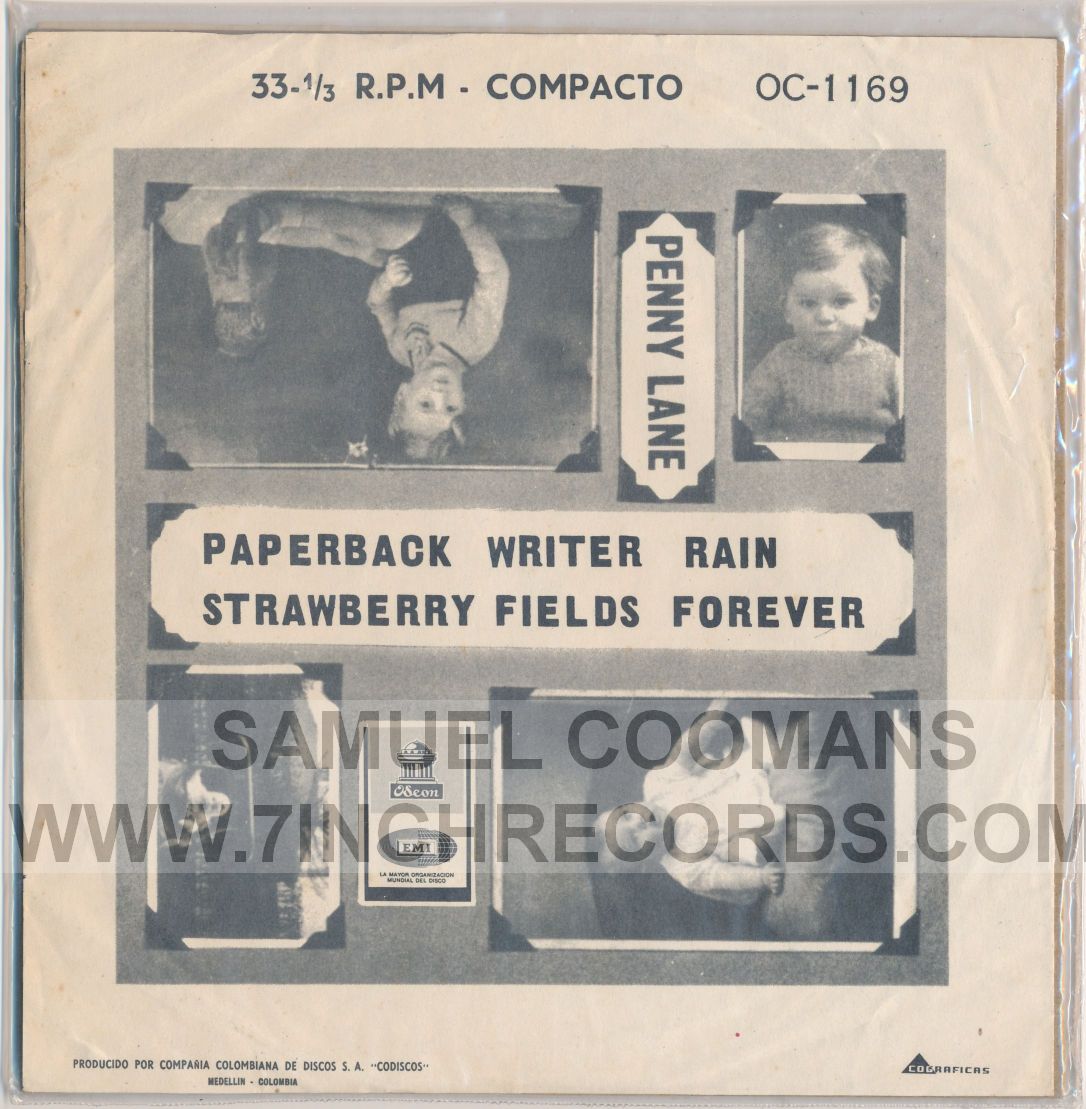 33-1/3 R.P.M - COMPACTO OC-1169
PENNY LANE
PAPERBACK WRITER RAIN
STRAWBERRY FIELDS FOREVER
SAMUEL COOMANS
WWW.7INCHRECORDS.COM
Odeon
EMI
LA MAYOR ORGANIZACION
MUNDIAL DEL DISCO
PRODUCIDO POR COMPAÑIA COLOMBIANA DE DISCOS S. A. "CODISCOS"
MEDELLIN - COLOMBIA
COGRAFICAS